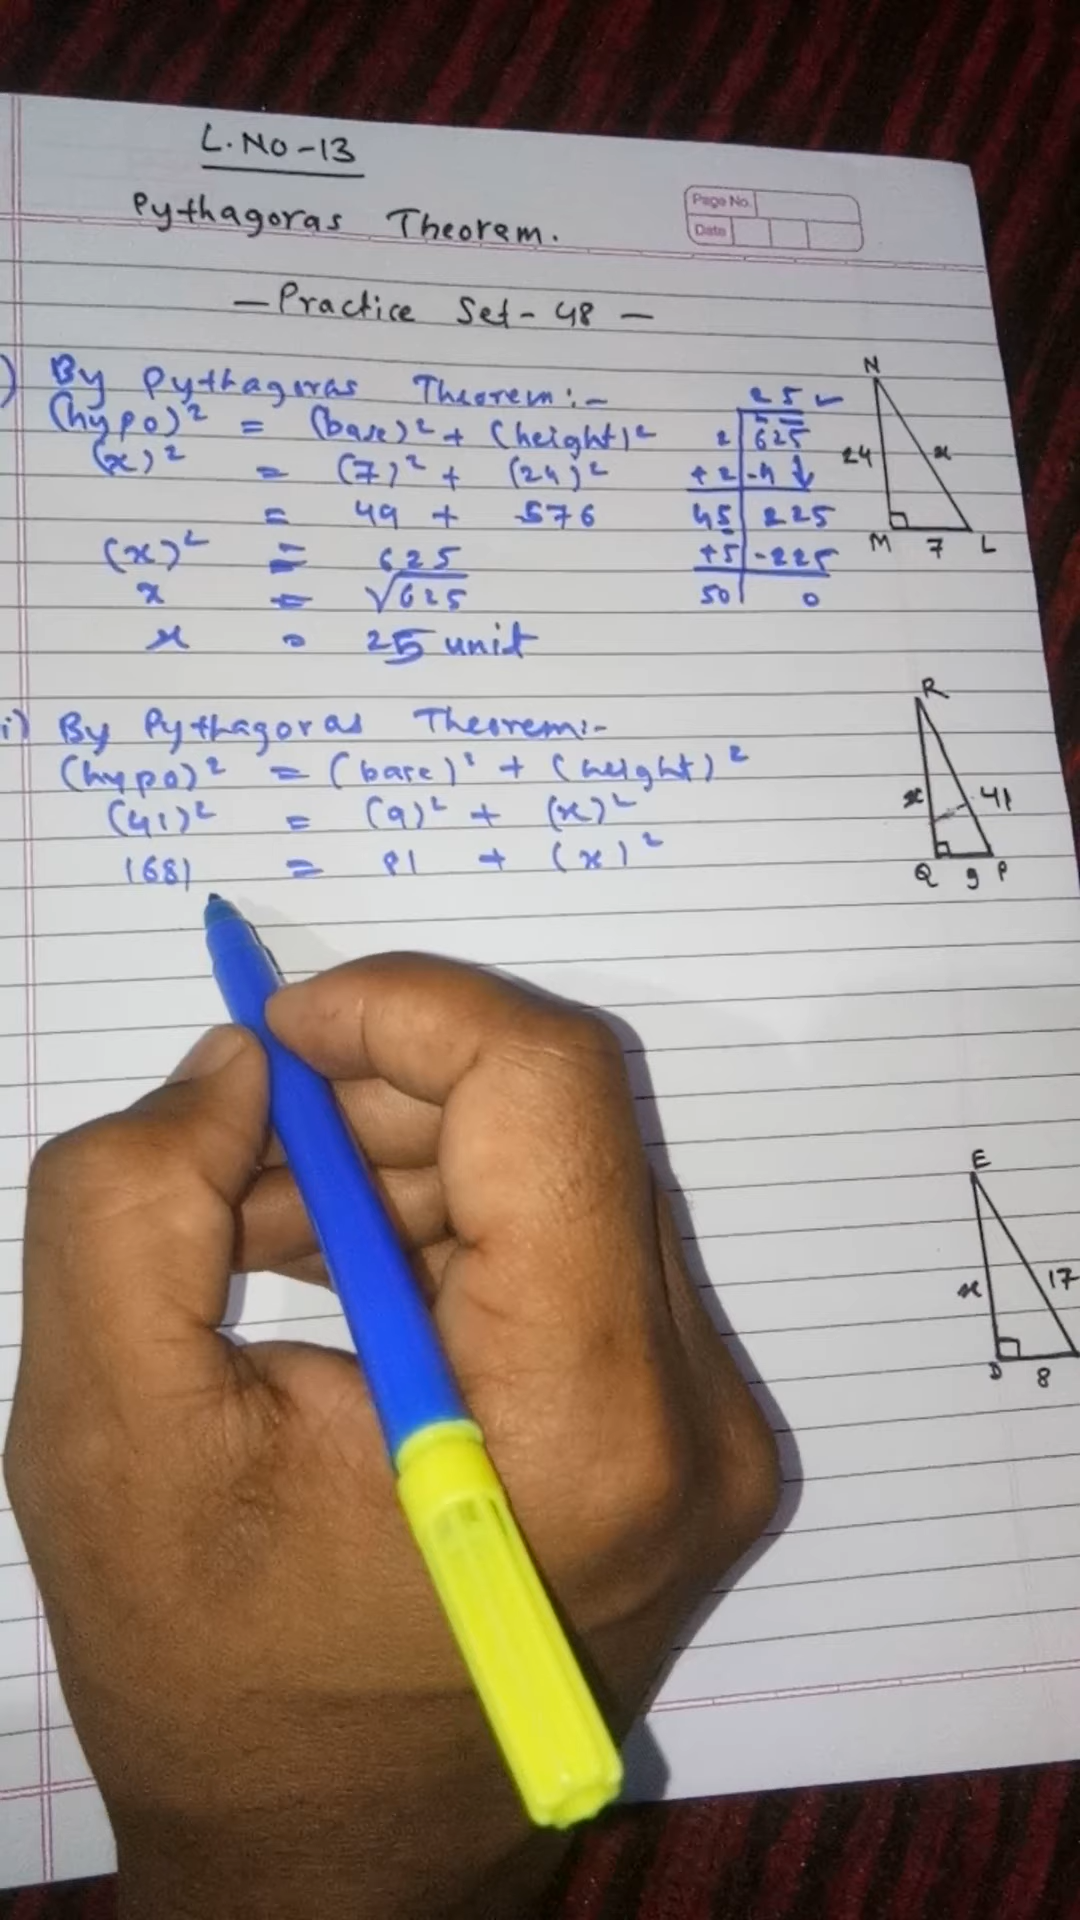 L.No-13
Pythagoras Theorem.
Page No.
Date
— Practice Set - 48 —
) By Pythagoras Theorem :-
(hypo)² = (base)² + (height)²
(x)² = (7)² + (24)²
= 49 + 576
(x)² = 625
x = √625
x = 25 unit
25
2 625
+2 -4 ↓
45 225
+5 -225
50 0
N
24 x
M 7 L
i) By Pythagoras Theorem:-
(hypo)² = (base)² + (height)²
(41)² = (9)² + (x)²
1681 = 81 + (x)²
R
x 41
Q 9 P
E
x 17
D 8